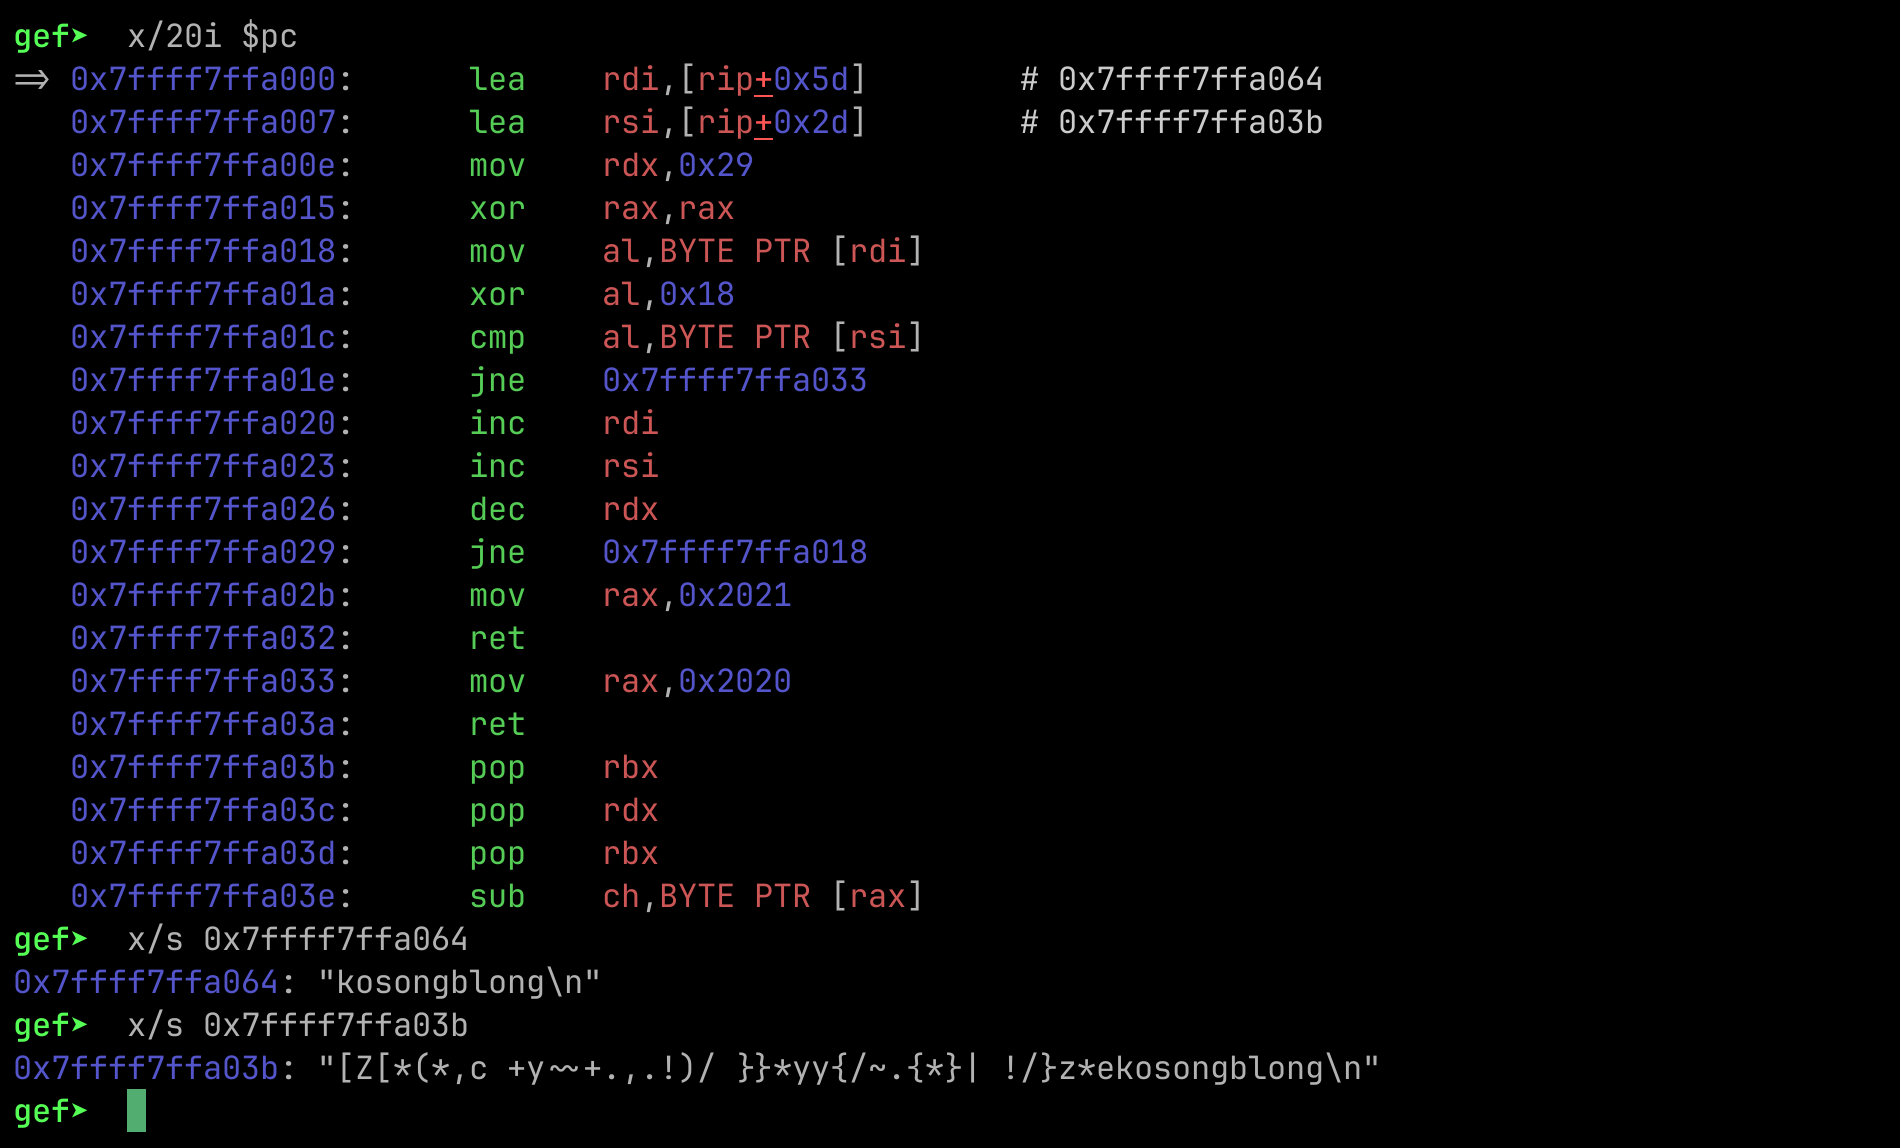 gef➤  x/20i $pc
=> 0x7ffff7ffa000:	lea    rdi,[rip+0x5d]        # 0x7ffff7ffa064
   0x7ffff7ffa007:	lea    rsi,[rip+0x2d]        # 0x7ffff7ffa03b
   0x7ffff7ffa00e:	mov    rdx,0x29
   0x7ffff7ffa015:	xor    rax,rax
   0x7ffff7ffa018:	mov    al,BYTE PTR [rdi]
   0x7ffff7ffa01a:	xor    al,0x18
   0x7ffff7ffa01c:	cmp    al,BYTE PTR [rsi]
   0x7ffff7ffa01e:	jne    0x7ffff7ffa033
   0x7ffff7ffa020:	inc    rdi
   0x7ffff7ffa023:	inc    rsi
   0x7ffff7ffa026:	dec    rdx
   0x7ffff7ffa029:	jne    0x7ffff7ffa018
   0x7ffff7ffa02b:	mov    rax,0x2021
   0x7ffff7ffa032:	ret
   0x7ffff7ffa033:	mov    rax,0x2020
   0x7ffff7ffa03a:	ret
   0x7ffff7ffa03b:	pop    rbx
   0x7ffff7ffa03c:	pop    rdx
   0x7ffff7ffa03d:	pop    rbx
   0x7ffff7ffa03e:	sub    ch,BYTE PTR [rax]
gef➤  x/s 0x7ffff7ffa064
0x7ffff7ffa064: "kosongblong\n"
gef➤  x/s 0x7ffff7ffa03b
0x7ffff7ffa03b: "[Z[*(*,c +y~~+.,.!)/ }}*yy{/~.{*}| !/}z*ekosongblong\n"
gef➤